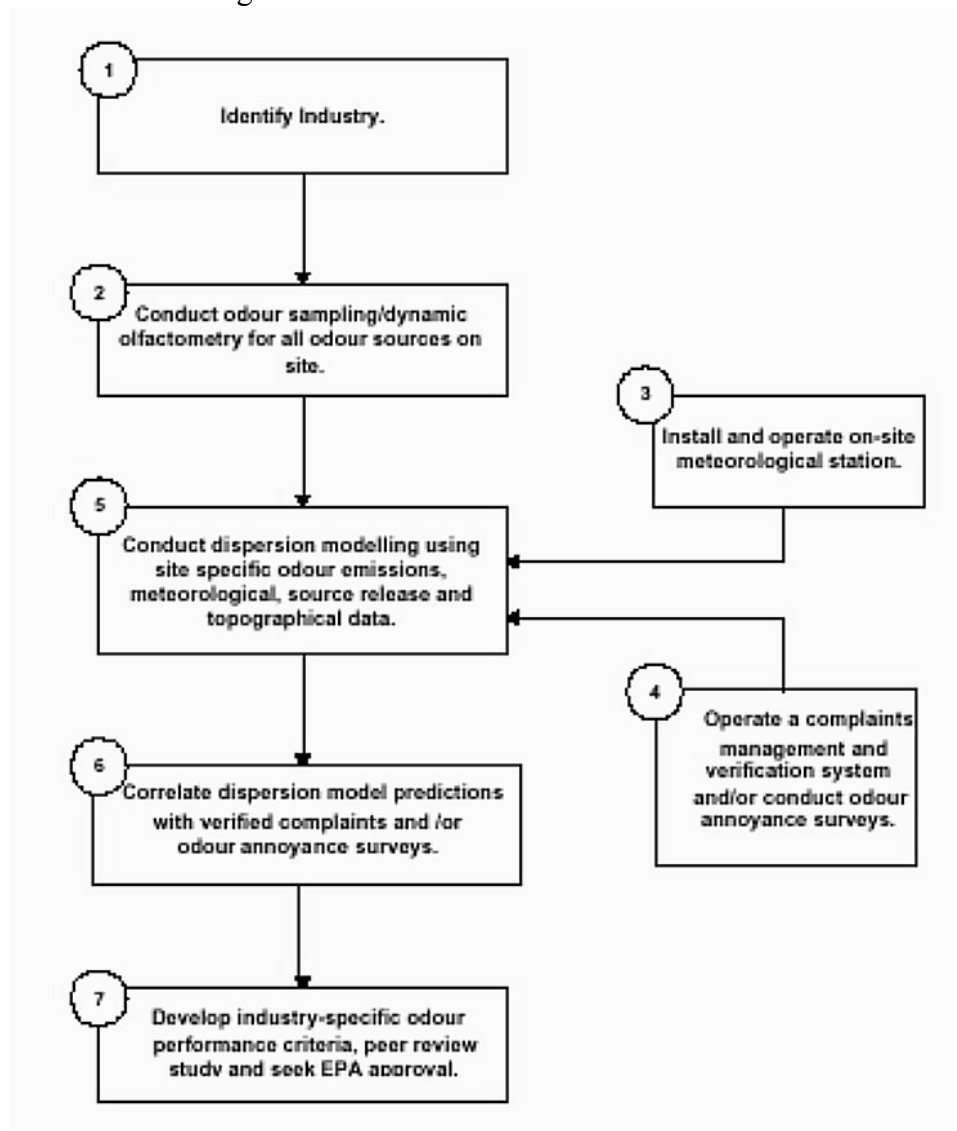 1
Identify Industry.
2
Conduct odour sampling/dynamic
olfactometry for all odour sources on
site.
3
Install and operate on-site
meteorological station.
5
Conduct dispersion modelling using
site specific odour emissions,
meteorological, source release and
topographical data.
4
Operate a complaints
management and
verification system
and/or conduct odour
annoyance surveys.
6
Correlate dispersion model predictions
with verified complaints and /or
odour annoyance surveys.
7
Develop industry-specific odour
performance criteria, peer review
study and seek EPA approval.